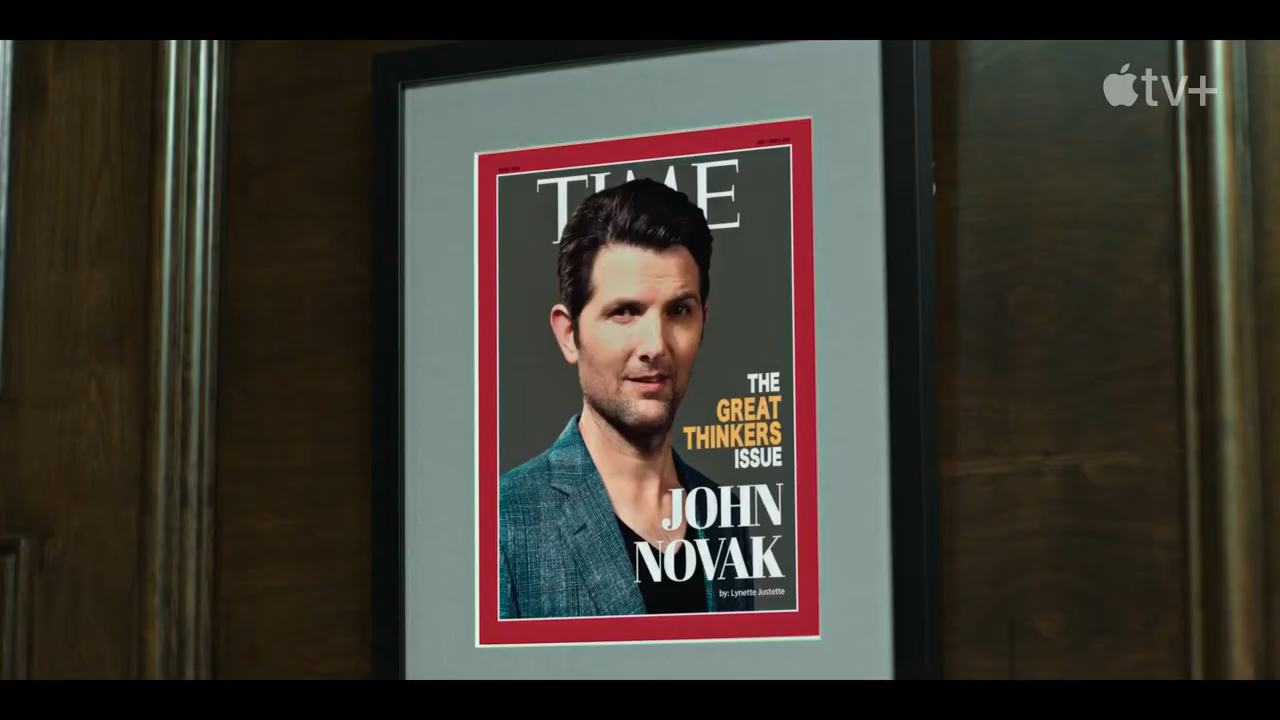 tv+
TIME
THE
GREAT
THINKERS
ISSUE
JOHN
NOVAK
by: Lynette Justette